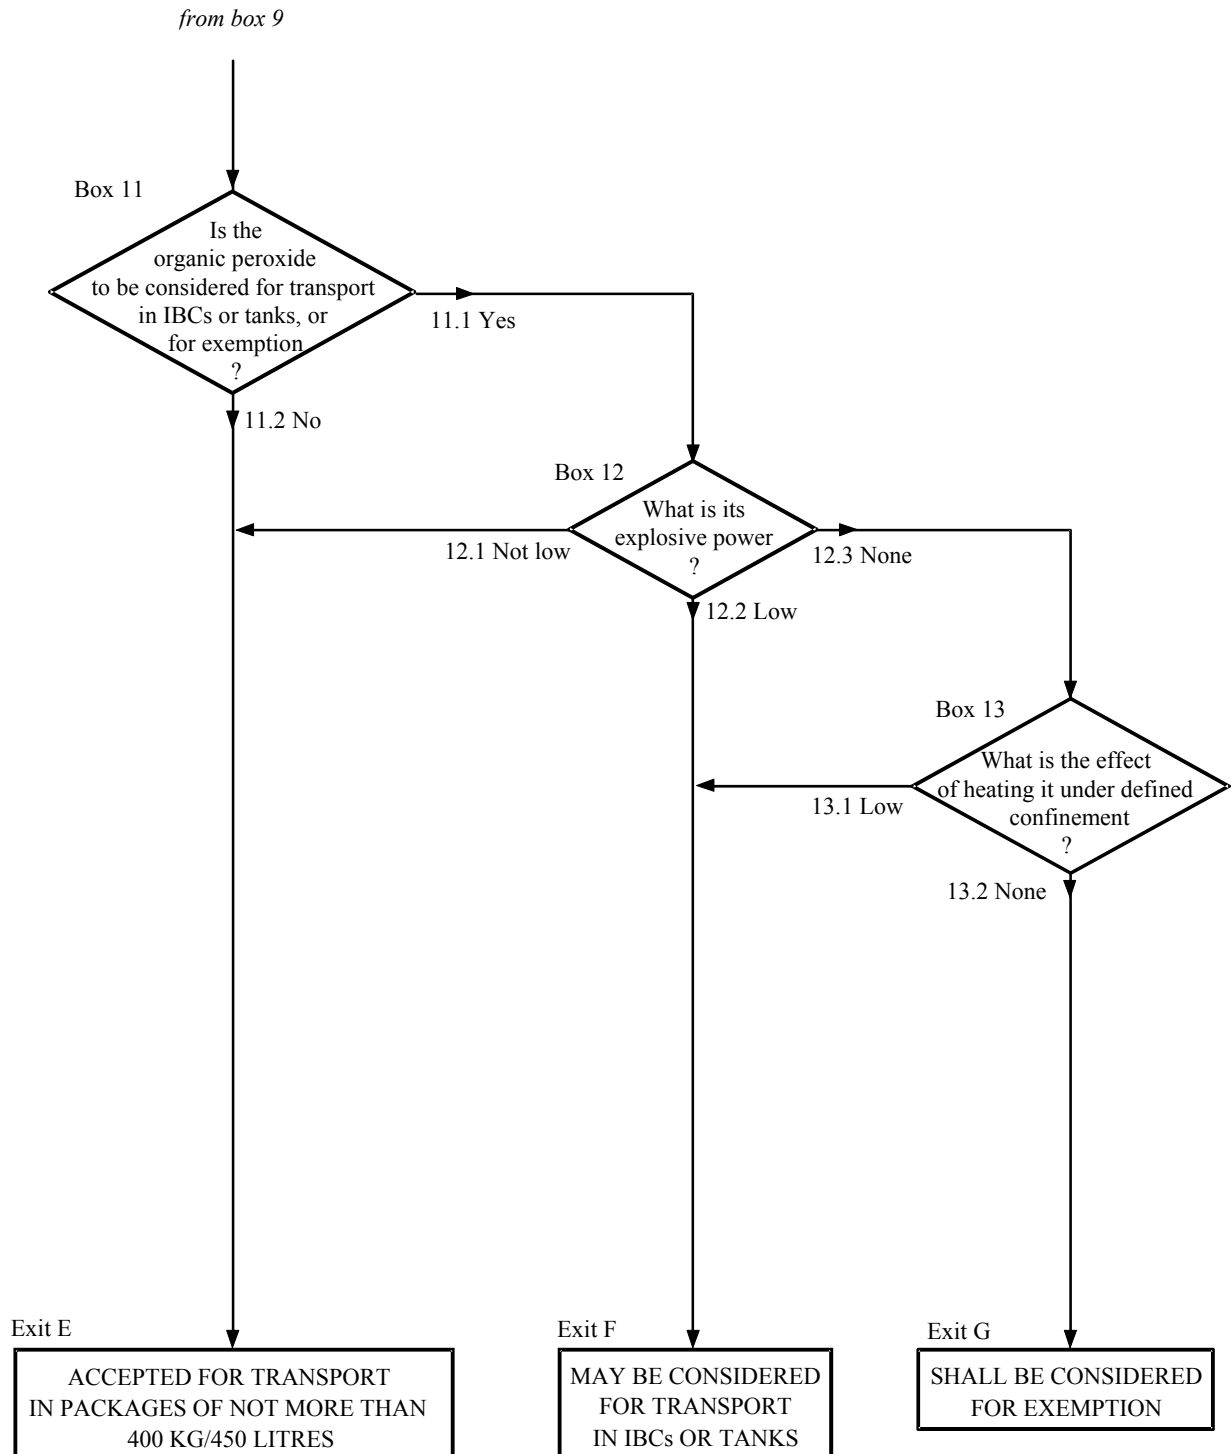 from box 9
Box 11
Is the
organic peroxide
to be considered for transport
in IBCs or tanks, or
for exemption
?
11.1 Yes
11.2 No
Box 12
What is its
explosive power
?
12.1 Not low
12.3 None
12.2 Low
Box 13
What is the effect
of heating it under defined
confinement
?
13.1 Low
13.2 None
Exit E
ACCEPTED FOR TRANSPORT
IN PACKAGES OF NOT MORE THAN
400 KG/450 LITRES
Exit F
MAY BE CONSIDERED
FOR TRANSPORT
IN IBCs OR TANKS
Exit G
SHALL BE CONSIDERED
FOR EXEMPTION